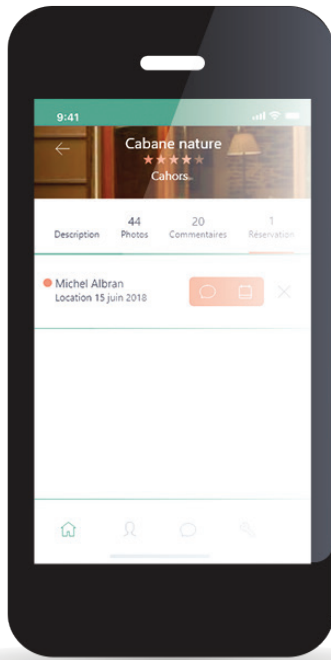 9:41
Cabane nature
Cahors
44 20 1
Description Photos Commentaires Réservation
Michel Albran
Location 15 juin 2018